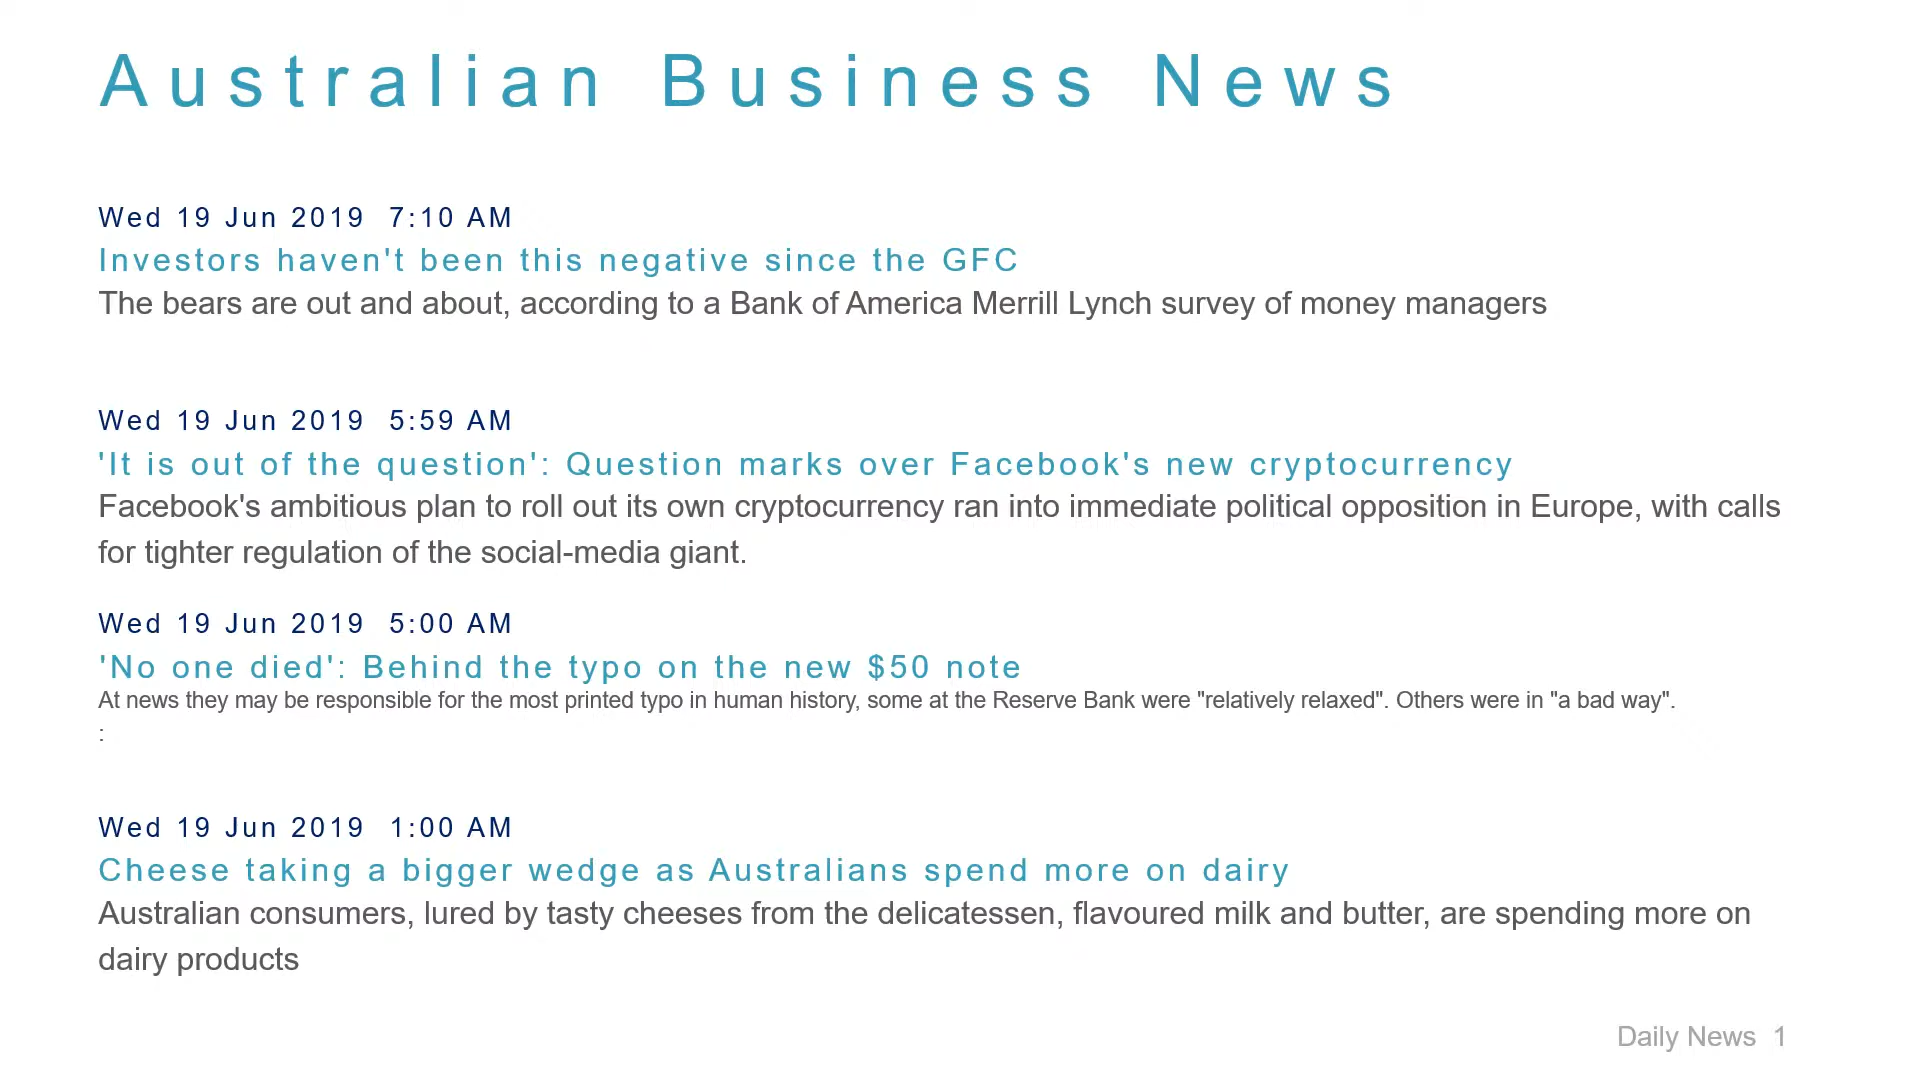 Australian Business News
Wed 19 Jun 2019 7:10 AM
Investors haven't been this negative since the GFC
The bears are out and about, according to a Bank of America Merrill Lynch survey of money managers
Wed 19 Jun 2019 5:59 AM
'It is out of the question': Question marks over Facebook's new cryptocurrency
Facebook's ambitious plan to roll out its own cryptocurrency ran into immediate political opposition in Europe, with calls
for tighter regulation of the social-media giant.
Wed 19 Jun 2019 5:00 AM
'No one died': Behind the typo on the new $50 note
At news they may be responsible for the most printed typo in human history, some at the Reserve Bank were "relatively relaxed". Others were in "a bad way".
:
Wed 19 Jun 2019 1:00 AM
Cheese taking a bigger wedge as Australians spend more on dairy
Australian consumers, lured by tasty cheeses from the delicatessen, flavoured milk and butter, are spending more on
dairy products
Daily News 1